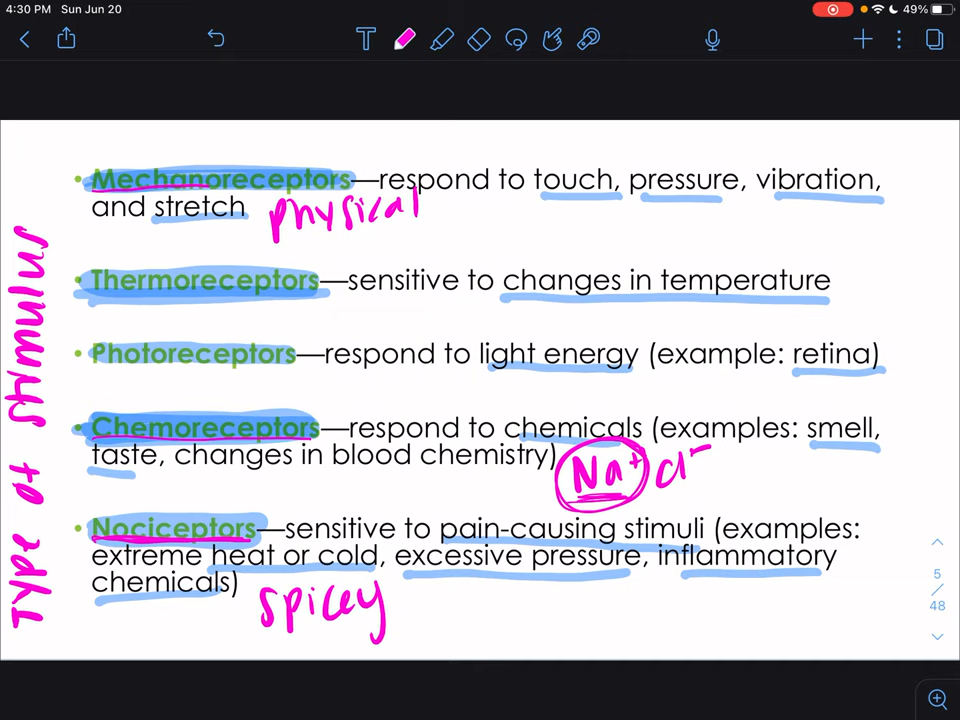 4:30 PM Sun Jun 20
49%
T
• Mechanoreceptors—respond to touch, pressure, vibration,
and stretch
physical
• Thermoreceptors—sensitive to changes in temperature
• Photoreceptors—respond to light energy (example: retina)
• Chemoreceptors—respond to chemicals (examples: smell,
taste, changes in blood chemistry)
Na+ Cl-
• Nociceptors—sensitive to pain-causing stimuli (examples:
extreme heat or cold, excessive pressure, inflammatory
chemicals)
spicey
Type of stimulus
5
/
48